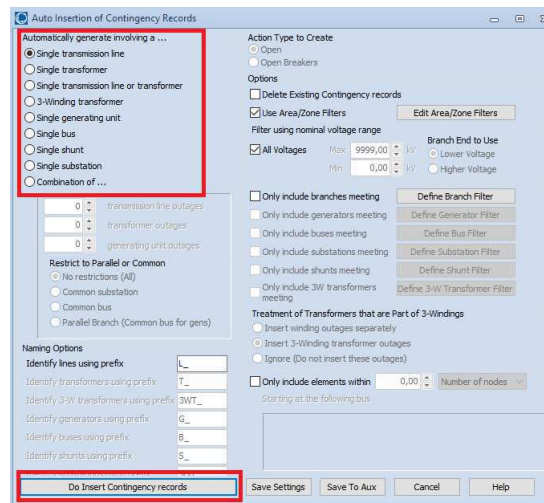 Auto Insertion of Contingency Records
Automatically generate involving a ...
Single transmission line
Single transformer
Single transmission line or transformer
3-Winding transformer
Single generating unit
Single bus
Single shunt
Single substation
Combination of ...
0 transmission line outages
0 transformer outages
0 generating unit outages
Restrict to Parallel or Common
No restrictions (All)
Common substation
Common bus
Parallel Branch (Common bus for gens)
Naming Options
Identify lines using prefix L_
Identify transformers using prefix T_
Identify 3-W transformers using prefix 3WT_
Identify generators using prefix G_
Identify buses using prefix B_
Identify shunts using prefix S_
Do Insert Contingency records
Action Type to Create
Open
Open Breakers
Options
Delete Existing Contingency records
Use Area/Zone Filters Edit Area/Zone Filters
Filter using nominal voltage range
All Voltages Max 9999,00 kV
Min 0,00 kV
Branch End to Use
Lower Voltage
Higher Voltage
Only include branches meeting Define Branch Filter
Only include generators meeting Define Generator Filter
Only include buses meeting Define Bus Filter
Only include substations meeting Define Substation Filter
Only include shunts meeting Define Shunt Filter
Only include 3W transformers Define 3-W Transformer Filter
meeting
Treatment of Transformers that are Part of 3-Windings
Insert winding outages separately
Insert 3-Winding transformer outages
Ignore (Do not insert these outages)
Only include elements within 0,00 Number of nodes
Starting at the following bus
Save Settings Save To Aux Cancel Help